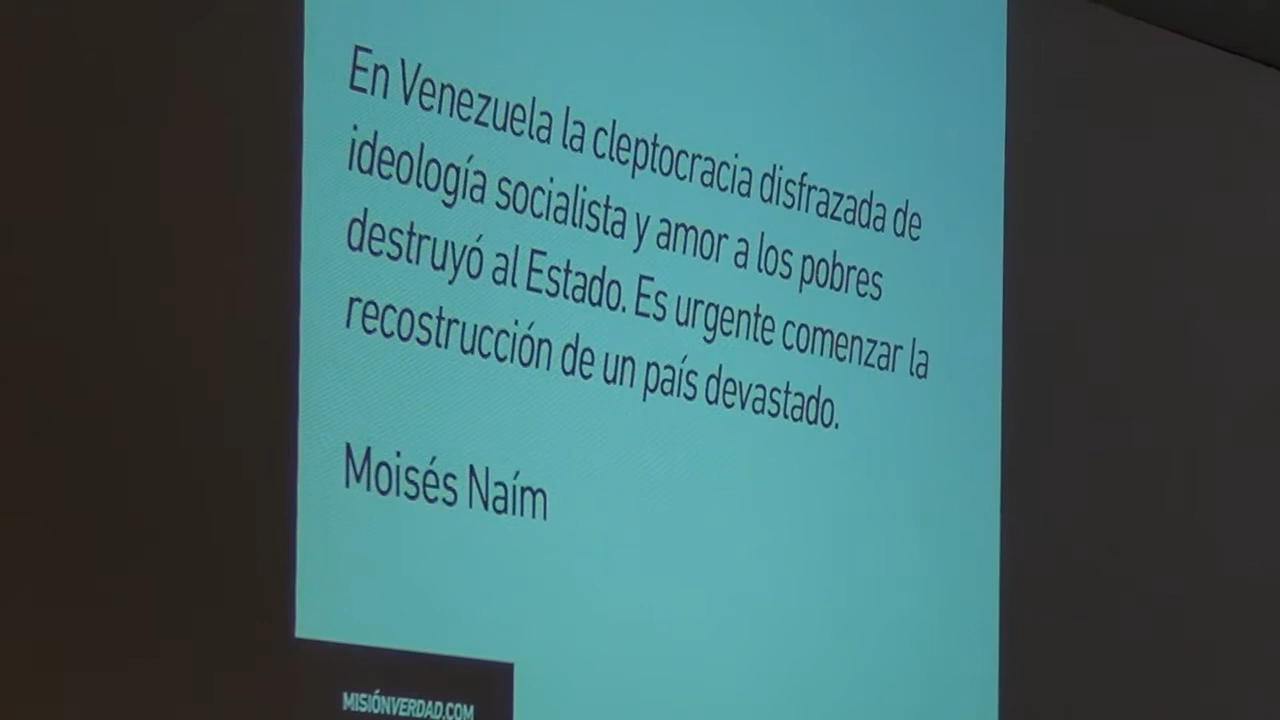 En Venezuela la cleptocracia disfrazada de
ideología socialista y amor a los pobres
destruyó al Estado. Es urgente comenzar la
recostrucción de un país devastado.
Moisés Naím
MISIÓNVERDAD.COM